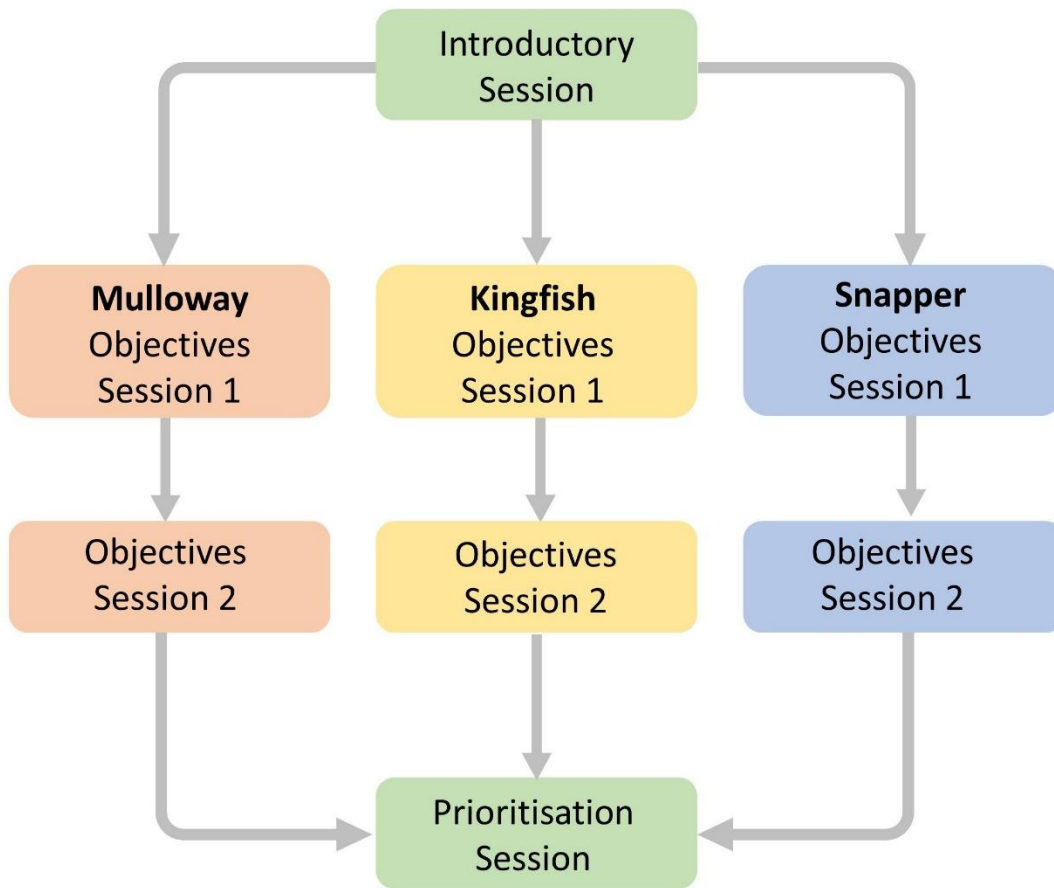 Introductory
Session
Mulloway
Objectives
Session 1
Kingfish
Objectives
Session 1
Snapper
Objectives
Session 1
Objectives
Session 2
Objectives
Session 2
Objectives
Session 2
Prioritisation
Session